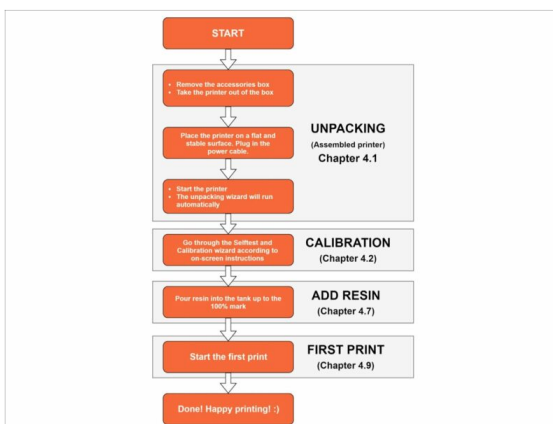 START
• Remove the accessories box
• Take the printer out of the box
Place the printer on a flat and
stable surface. Plug in the
power cable.
UNPACKING
(Assembled printer)
Chapter 4.1
• Start the printer
• The unpacking wizard will run
automatically
Go through the Selftest and
Calibration wizard according to
on-screen instructions
CALIBRATION
(Chapter 4.2)
Pour resin into the tank up to the
100% mark
ADD RESIN
(Chapter 4.7)
Start the first print
FIRST PRINT
(Chapter 4.9)
Done! Happy printing! :)